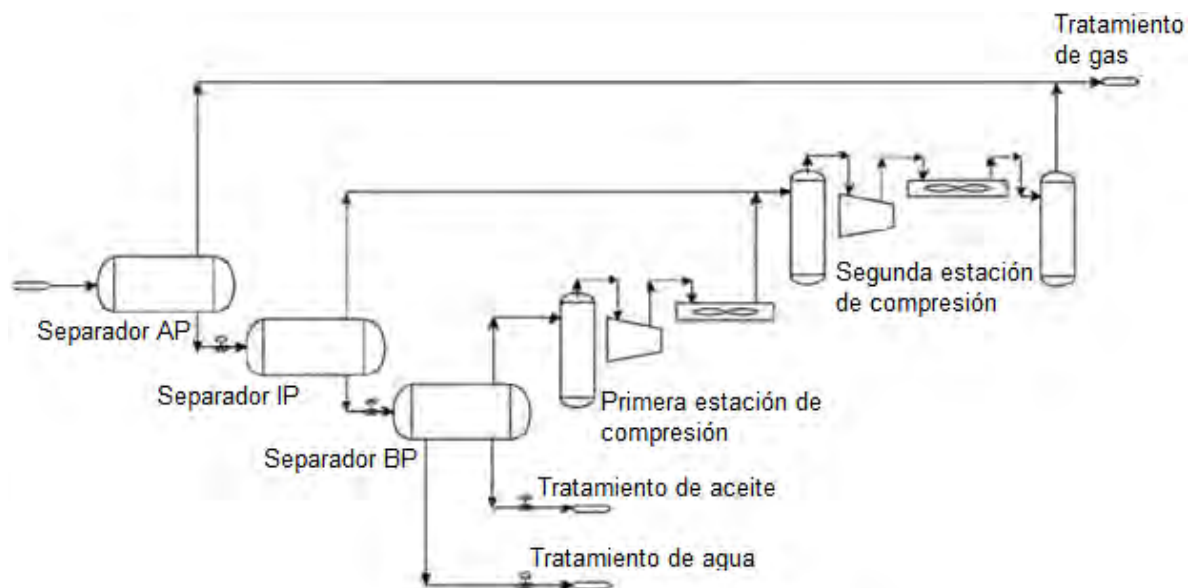 Tratamiento
de gas
Segunda estación
de compresión
Separador AP
Separador IP
Primera estación de
compresión
Separador BP
Tratamiento de aceite
Tratamiento de agua